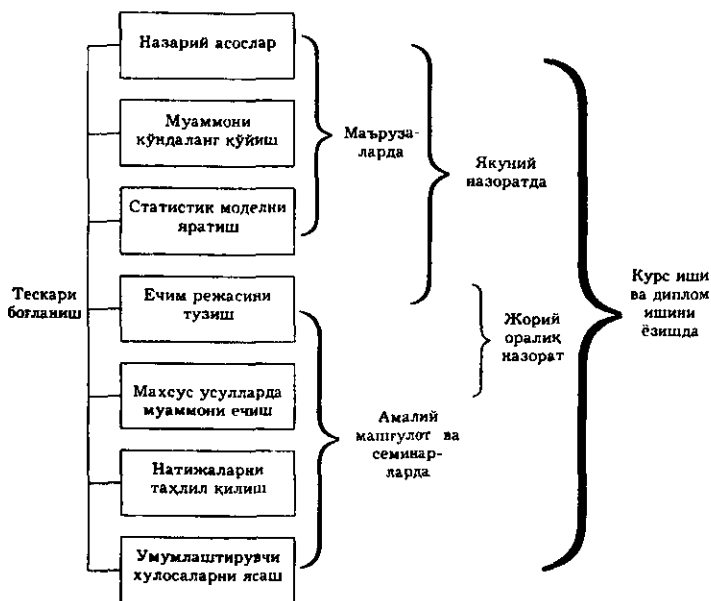 Назарий асослар
Муаммони
кўндаланг қўйиш
Статистик моделни
яратиш
Ечим режасини
тузиш
Махсус усулларда
муаммони ечиш
Натижаларни
таҳлил қилиш
Умумлаштирувчи
хулосаларни ясаш
Тескари
боғланиш
Маъруза-
ларда
Амалий
машғулот ва
семинар-
ларда
Якуний
назоратда
Жорий
оралиқ
назорат
Курс иши
ва диплом
ишини
ёзишда